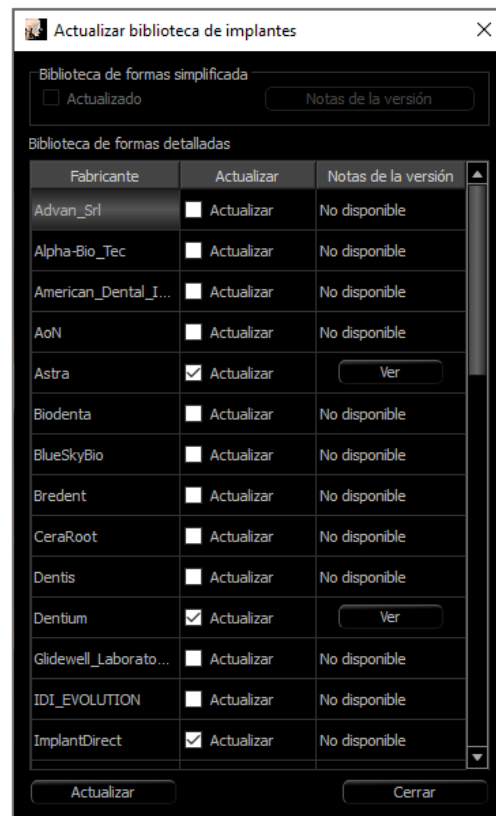 Actualizar biblioteca de implantes
Biblioteca de formas simplificada
Actualizado Notas de la versión
Biblioteca de formas detalladas
Fabricante Actualizar Notas de la versión
Advan_Srl Actualizar No disponible
Alpha-Bio_Tec Actualizar No disponible
American_Dental_I... Actualizar No disponible
AoN Actualizar No disponible
Astra Actualizar Ver
Biodenta Actualizar No disponible
BlueSkyBio Actualizar No disponible
Bredent Actualizar No disponible
CeraRoot Actualizar No disponible
Dentis Actualizar No disponible
Dentium Actualizar Ver
Glidewell_Laborato... Actualizar No disponible
IDI_EVOLUTION Actualizar No disponible
ImplantDirect Actualizar No disponible
Actualizar Cerrar